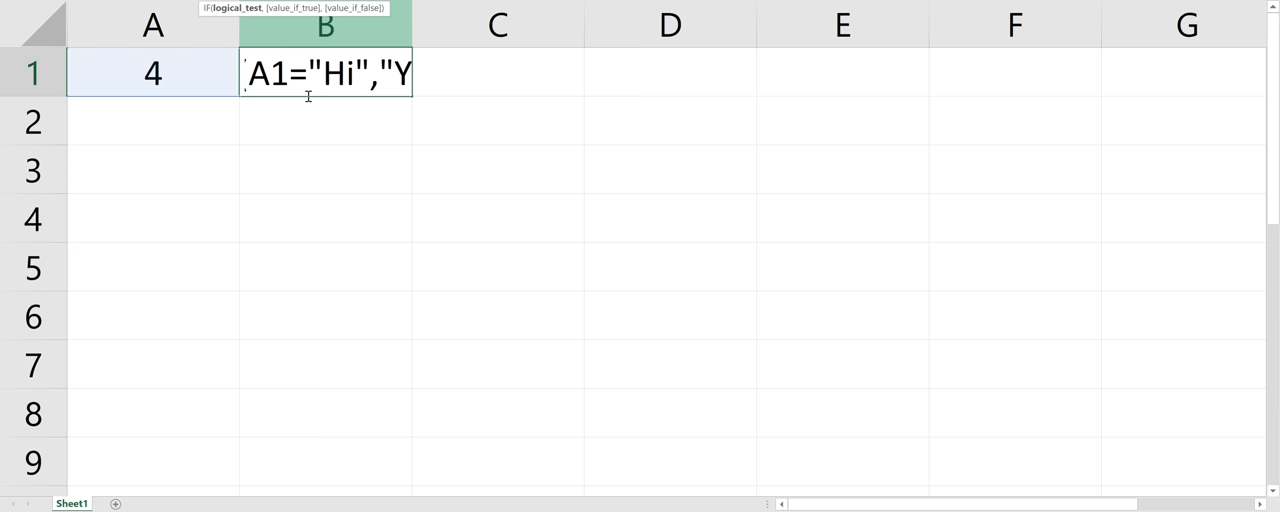 IF(logical_test, [value_if_true], [value_if_false])
A B C D E F G
1 4 A1="Hi","Y
2
3
4
5
6
7
8
9
Sheet1